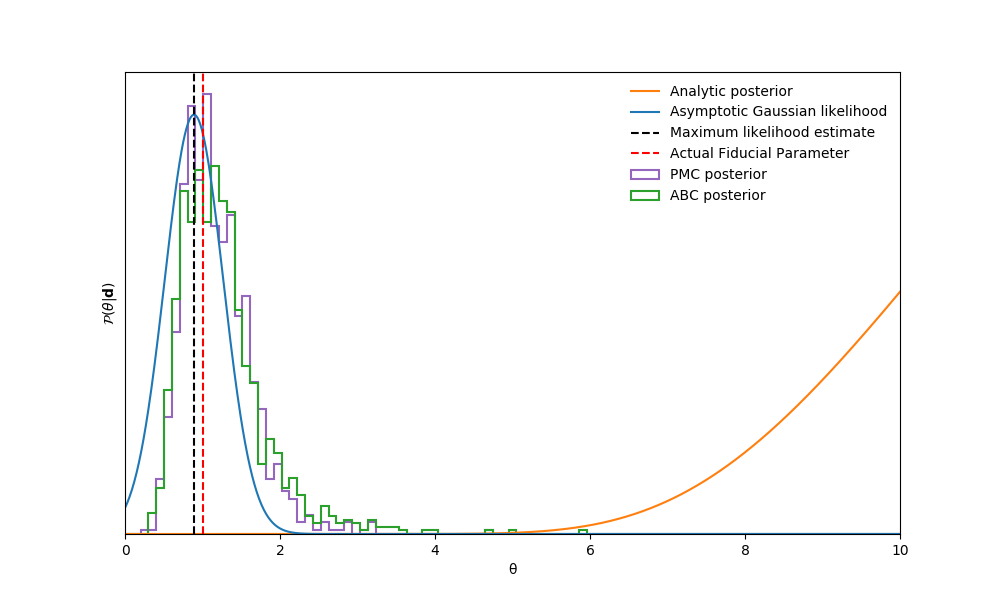 Analytic posterior
Asymptotic Gaussian likelihood
Maximum likelihood estimate
Actual Fiducial Parameter
PMC posterior
ABC posterior
𝒫(θ|𝐝)
0 2 4 6 8 10
θ